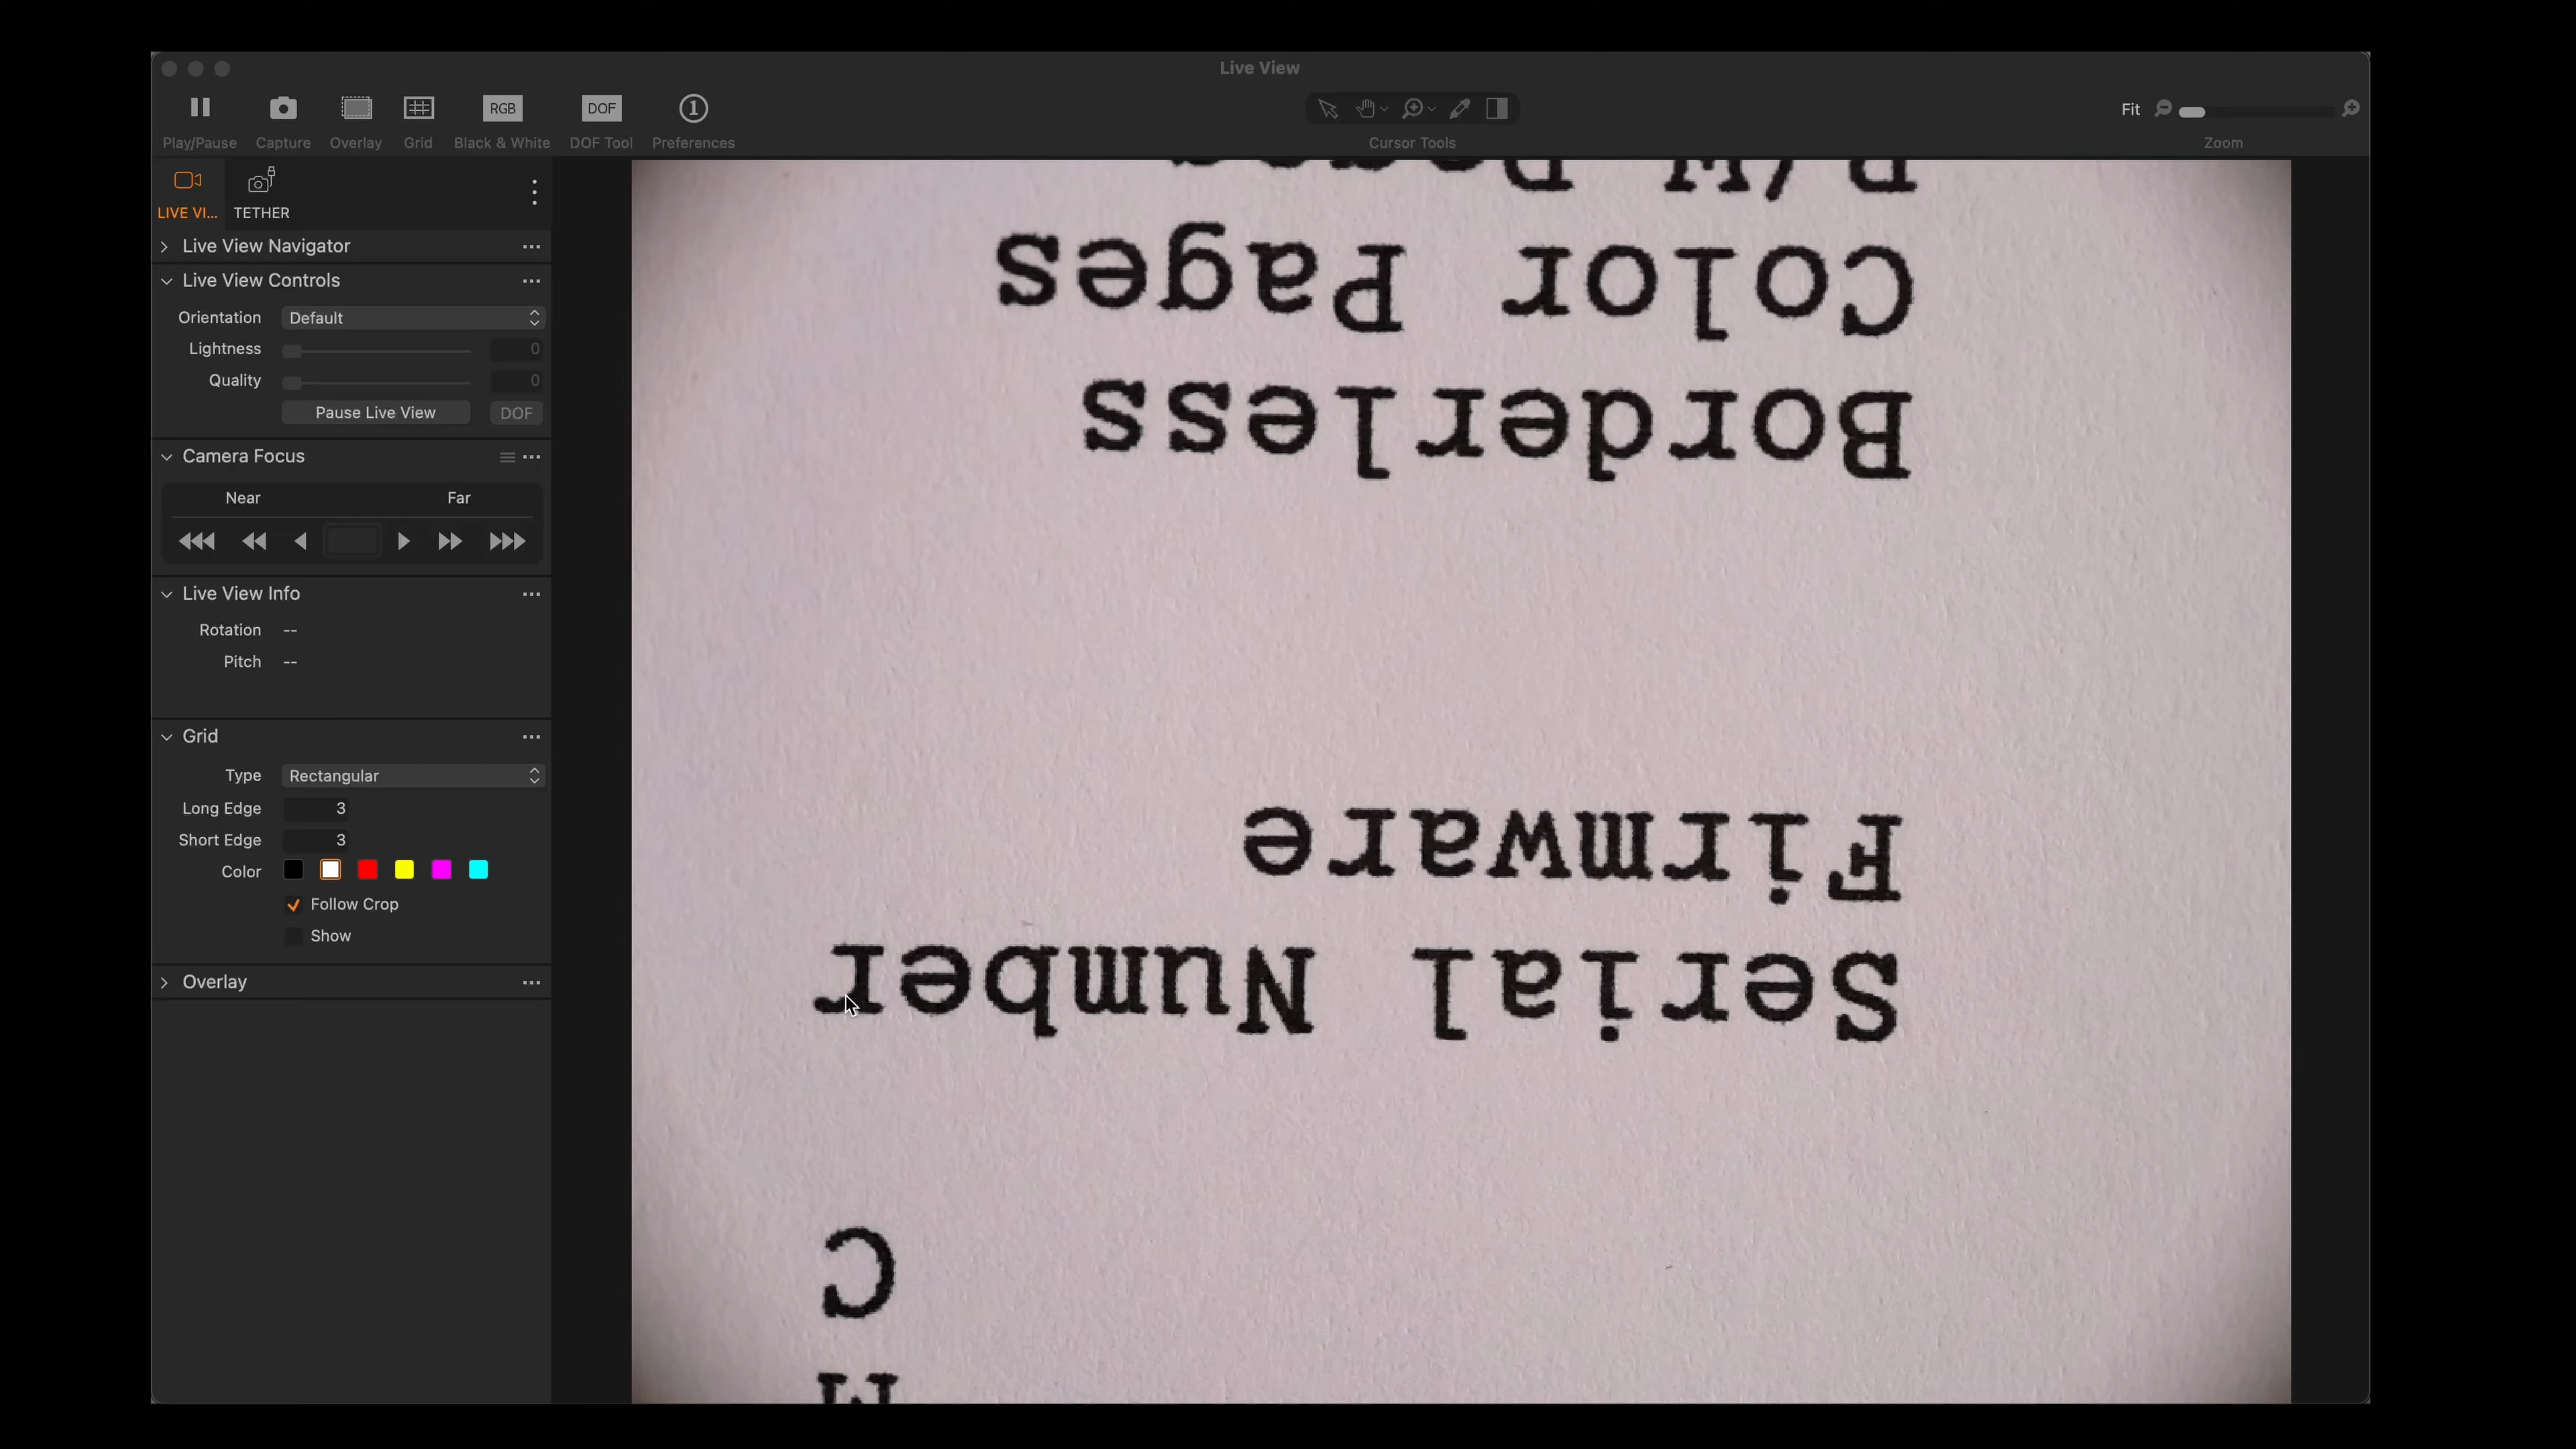 Live View
Play/Pause
Capture
Overlay
Grid
RGB
Black & White
DOF
DOF Tool
Preferences
Cursor Tools
Fit
Zoom
LIVE VI...
TETHER
Live View Navigator
Live View Controls
Orientation Default
Lightness 0
Quality 0
Pause Live View DOF
Camera Focus
Near Far
Live View Info
Rotation --
Pitch --
Grid
Type Rectangular
Long Edge 3
Short Edge 3
Color
Follow Crop
Show
Overlay
C
Serial Number
Firmware
Borderless
Color Pages
B/W Pages